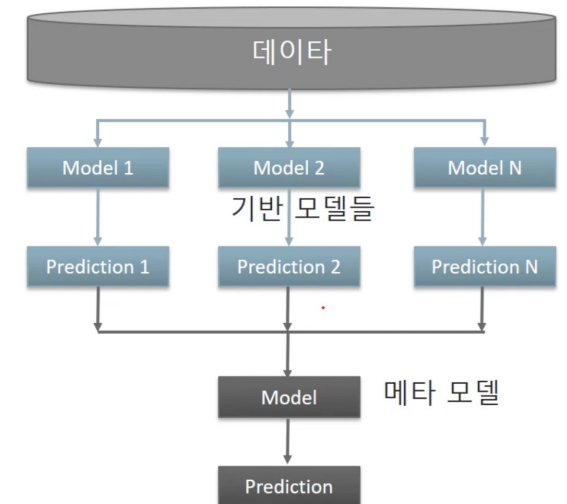 데이타
Model 1
Model 2
Model N
기반 모델들
Prediction 1
Prediction 2
Prediction N
Model
메타 모델
Prediction